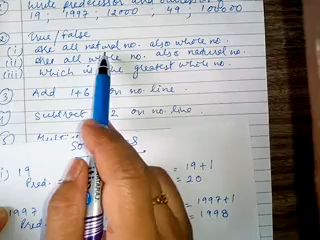 ① Write predecessor and successor of
19, 1997, 12000, 49, 100000
② True/False
(i) are all natural no. also whole no.
(ii) are all whole no. also natural no.
(iii) which is the greatest whole no.
③ Add 1+6 on no. line.
④ Subtract 2 on no. line.
8
So
(i) 19 = 19+1
Pred. = = 20
1997 = 1997+1
Pred. = 1998